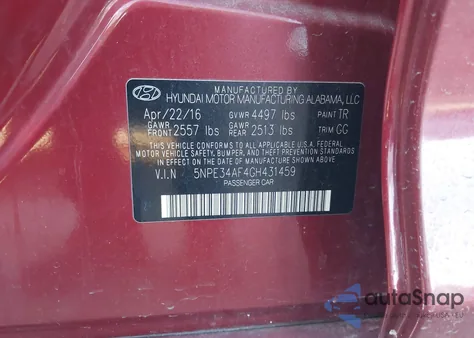 MANUFACTURED BY
HYUNDAI MOTOR MANUFACTURING ALABAMA, LLC
Apr/22/16 GVWR 4497 lbs PAINT TR
GAWR FRONT 2557 lbs GAWR REAR 2513 lbs TRIM GG
THIS VEHICLE CONFORMS TO ALL APPLICABLE U.S.A. FEDERAL
MOTOR VEHICLE SAFETY, BUMPER, AND THEFT PREVENTION
STANDARDS IN EFFECT ON THE DATE OF MANUFACTURE SHOWN ABOVE.
V.I.N 5NPE34AF4GH431459
PASSENGER CAR
autoSnap